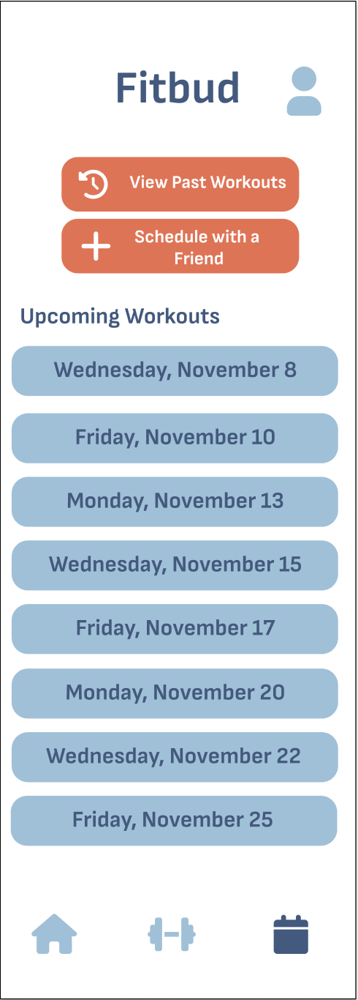 Fitbud
View Past Workouts
Schedule with a
Friend
Upcoming Workouts
Wednesday, November 8
Friday, November 10
Monday, November 13
Wednesday, November 15
Friday, November 17
Monday, November 20
Wednesday, November 22
Friday, November 25